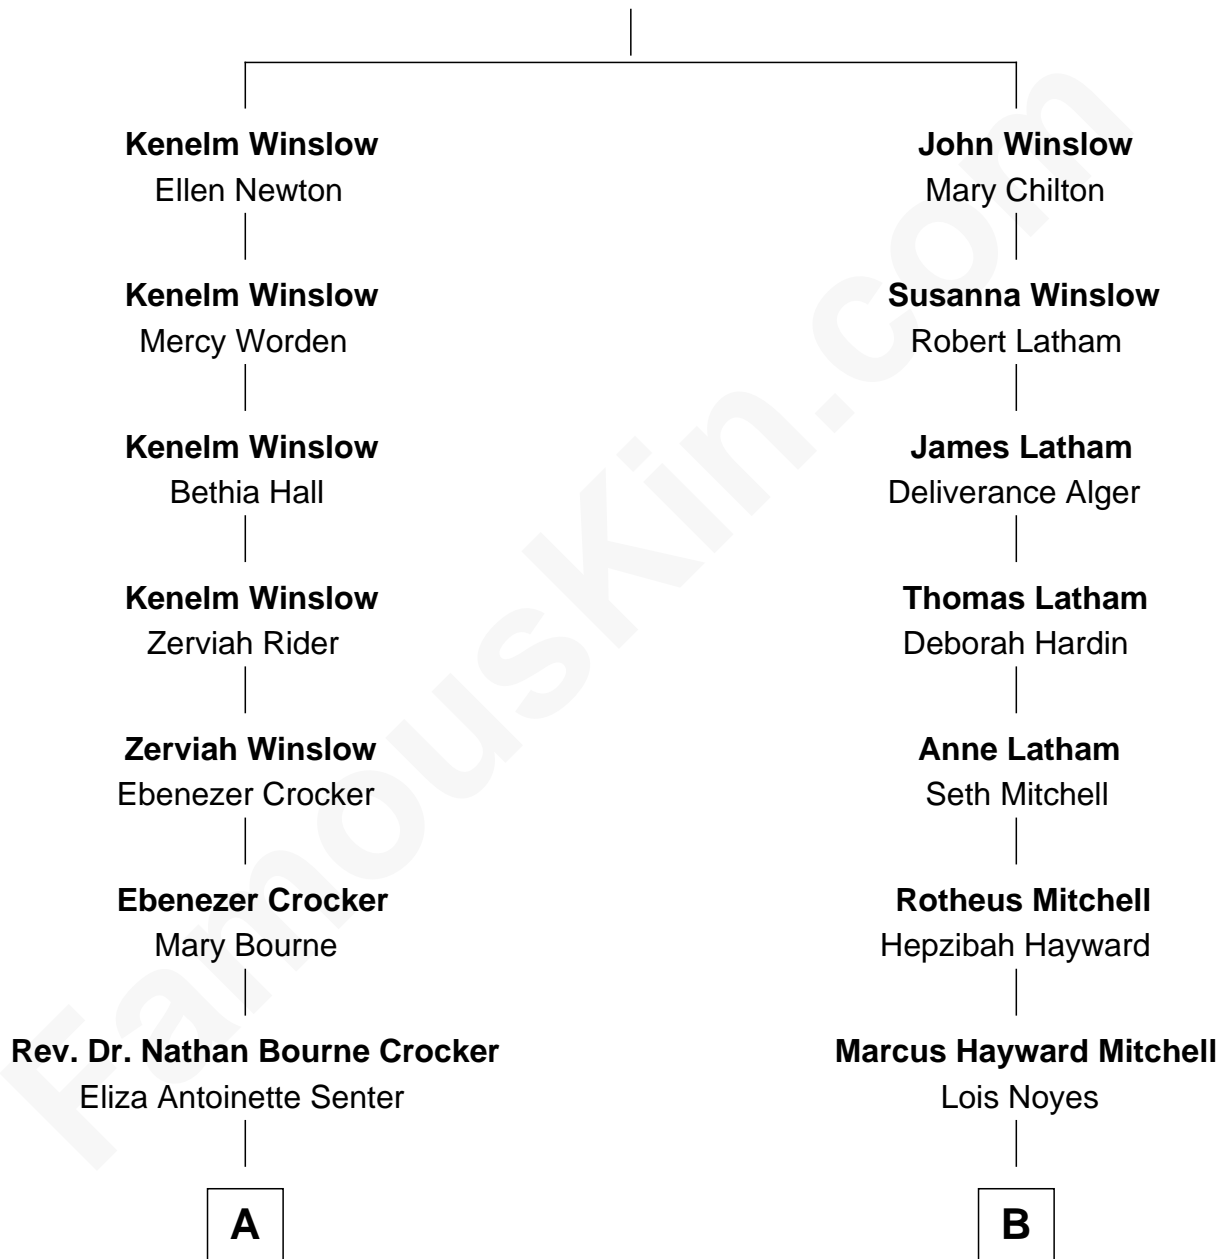 Kenelm Winslow
Ellen Newton
Kenelm Winslow
Mercy Worden
Kenelm Winslow
Bethia Hall
Kenelm Winslow
Zerviah Rider
Zerviah Winslow
Ebenezer Crocker
Ebenezer Crocker
Mary Bourne
Rev. Dr. Nathan Bourne Crocker
Eliza Antoinette Senter
A
John Winslow
Mary Chilton
Susanna Winslow
Robert Latham
James Latham
Deliverance Alger
Thomas Latham
Deborah Hardin
Anne Latham
Seth Mitchell
Rotheus Mitchell
Hepzibah Hayward
Marcus Hayward Mitchell
Lois Noyes
B
FamousKin.com